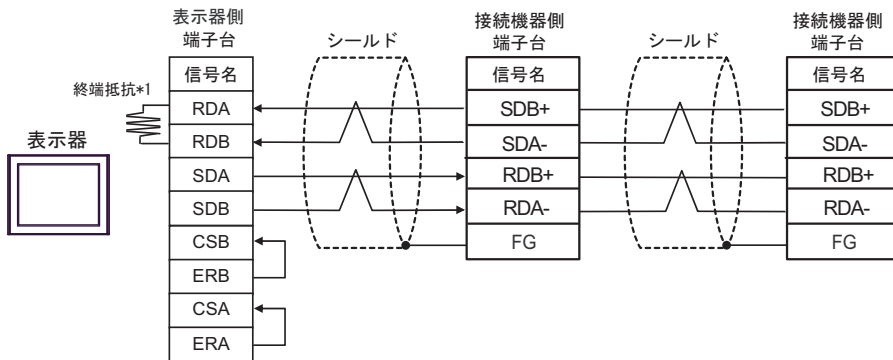 表示器側
端子台
信号名
RDA
RDB
SDA
SDB
CSB
ERB
CSA
ERA
終端抵抗*1
表示器
シールド
接続機器側
端子台
信号名
SDB+
SDA-
RDB+
RDA-
FG
シールド
接続機器側
端子台
信号名
SDB+
SDA-
RDB+
RDA-
FG